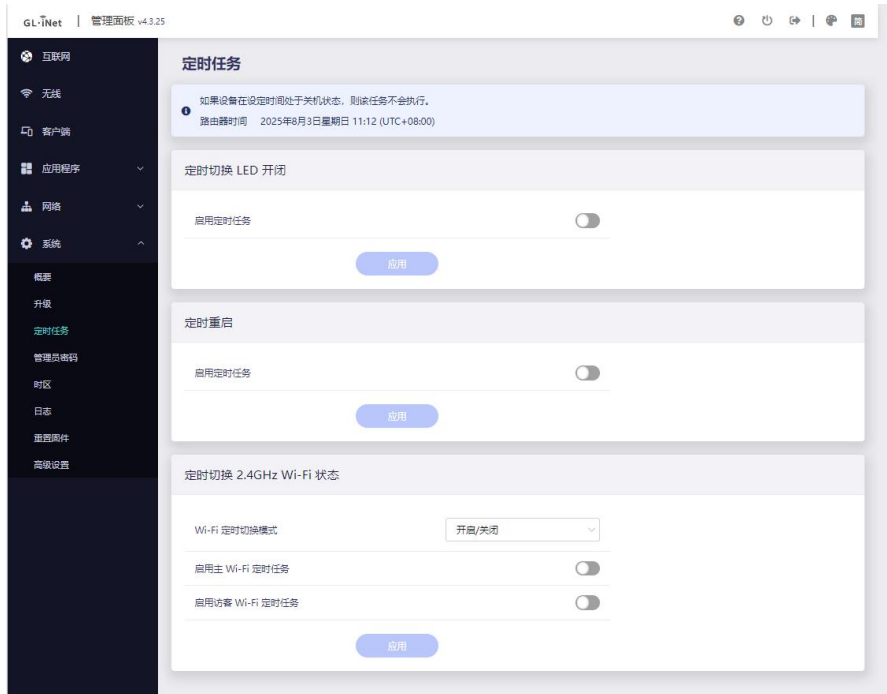 GL·iNet | 管理面板 v4.3.25
简
互联网
无线
客户端
应用程序
网络
系统
概要
升级
定时任务
管理员密码
时区
日志
重置固件
高级设置
定时任务
如果设备在设定时间处于关机状态，则该任务不会执行。
路由器时间 2025年8月3日星期日 11:12 (UTC+08:00)
定时切换 LED 开闭
启用定时任务
应用
定时重启
启用定时任务
应用
定时切换 2.4GHz Wi-Fi 状态
Wi-Fi 定时切换模式 开启/关闭
启用主 Wi-Fi 定时任务
启用访客 Wi-Fi 定时任务
应用